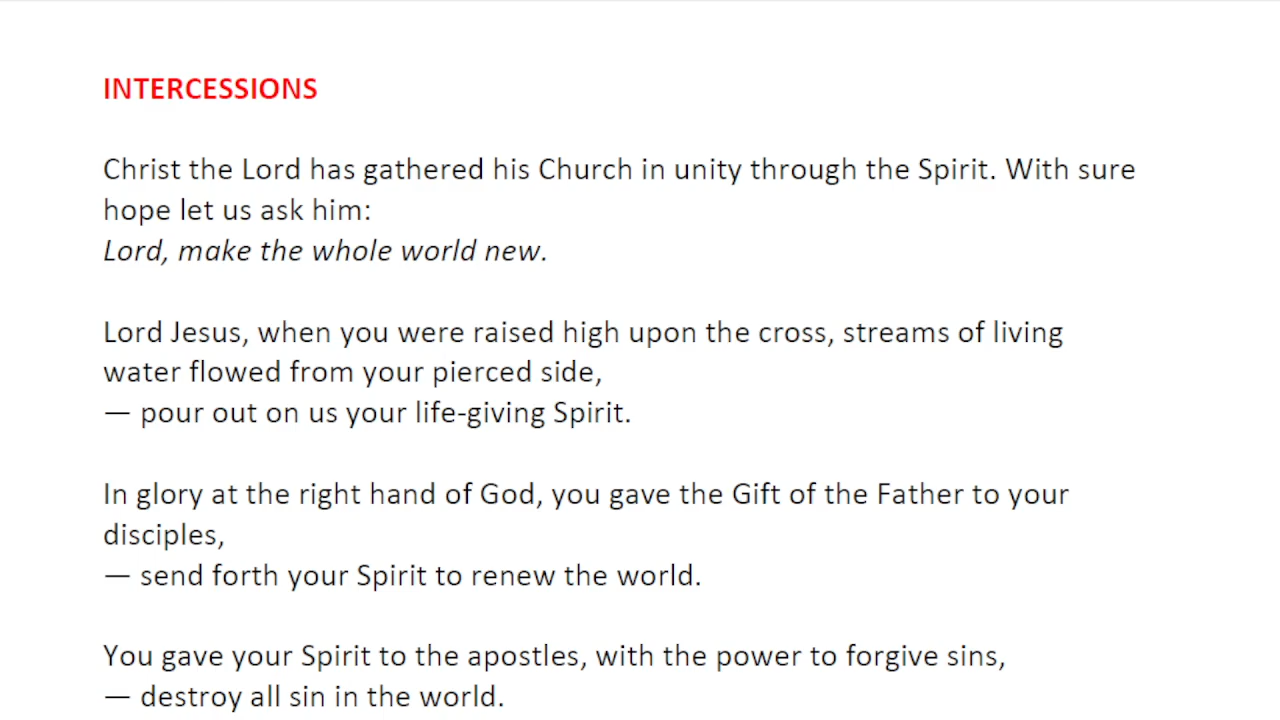 INTERCESSIONS
Christ the Lord has gathered his Church in unity through the Spirit. With sure
hope let us ask him:
Lord, make the whole world new.
Lord Jesus, when you were raised high upon the cross, streams of living
water flowed from your pierced side,
— pour out on us your life-giving Spirit.
In glory at the right hand of God, you gave the Gift of the Father to your
disciples,
— send forth your Spirit to renew the world.
You gave your Spirit to the apostles, with the power to forgive sins,
— destroy all sin in the world.